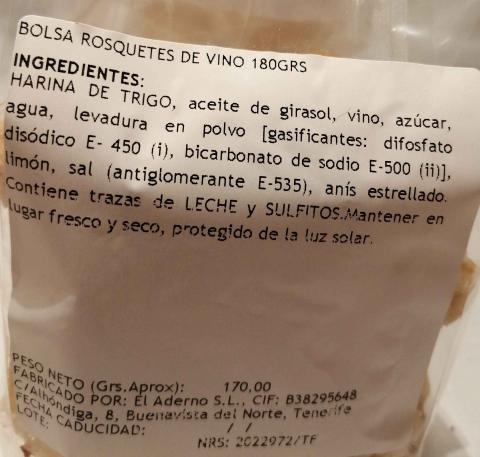 BOLSA ROSQUETES DE VINO 180GRS
INGREDIENTES:
HARINA DE TRIGO, aceite de girasol, vino, azúcar,
agua, levadura en polvo [gasificantes: difosfato
disódico E- 450 (i), bicarbonato de sodio E-500 (ii)],
limón, sal (antiglomerante E-535), anís estrellado.
Contiene trazas de LECHE y SULFITOS.Mantener en
lugar fresco y seco, protegido de la luz solar.
PESO NETO (Grs.Aprox): 170,00
FABRICADO POR: El Aderno S.L., CIF: B38295648
C/Alhóndiga, 8, Buenavista del Norte, Tenerife
FECHA CADUCIDAD: / /
LOTE: NRS: 2022972/TF